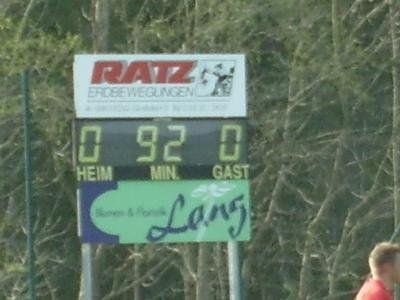 RATZ
ERDBEWEGUNGEN
0 92 0
HEIM MIN. GAST
Blumen & Floristik
Lang